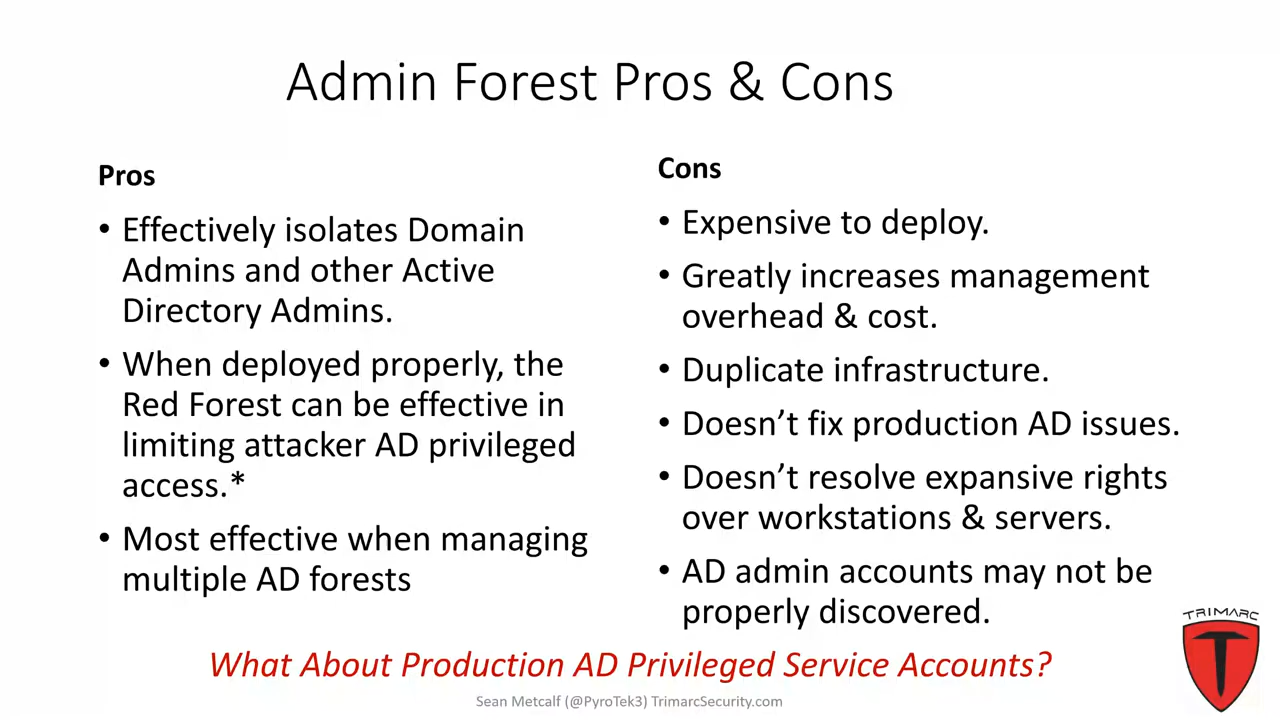 Admin Forest Pros & Cons
Pros
• Effectively isolates Domain
Admins and other Active
Directory Admins.
• When deployed properly, the
Red Forest can be effective in
limiting attacker AD privileged
access.*
• Most effective when managing
multiple AD forests
Cons
• Expensive to deploy.
• Greatly increases management
overhead & cost.
• Duplicate infrastructure.
• Doesn’t fix production AD issues.
• Doesn’t resolve expansive rights
over workstations & servers.
• AD admin accounts may not be
properly discovered.
What About Production AD Privileged Service Accounts?
Sean Metcalf (@PyroTek3) TrimarcSecurity.com
TRIMARC
T